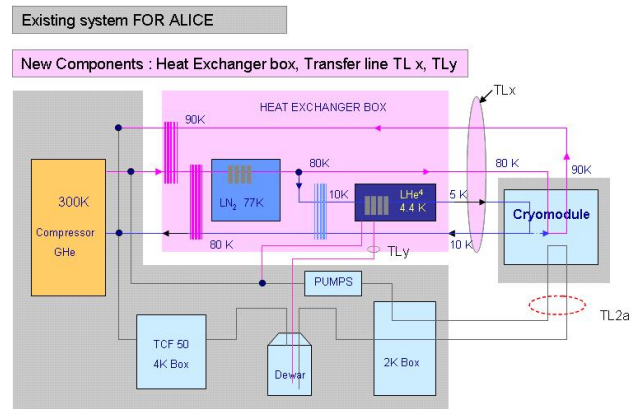 Existing system FOR ALICE
New Components : Heat Exchanger box, Transfer line TL x, TLy
TLx
HEAT EXCHANGER BOX
90K
300K
Compressor
GHe
LN2 77K
80K
10K
LHe4
4.4 K
5 K
80 K
90K
Cryomodule
80 K
10 K
TLy
PUMPS
TL2a
TCF 50
4K Box
Dewar
2K Box